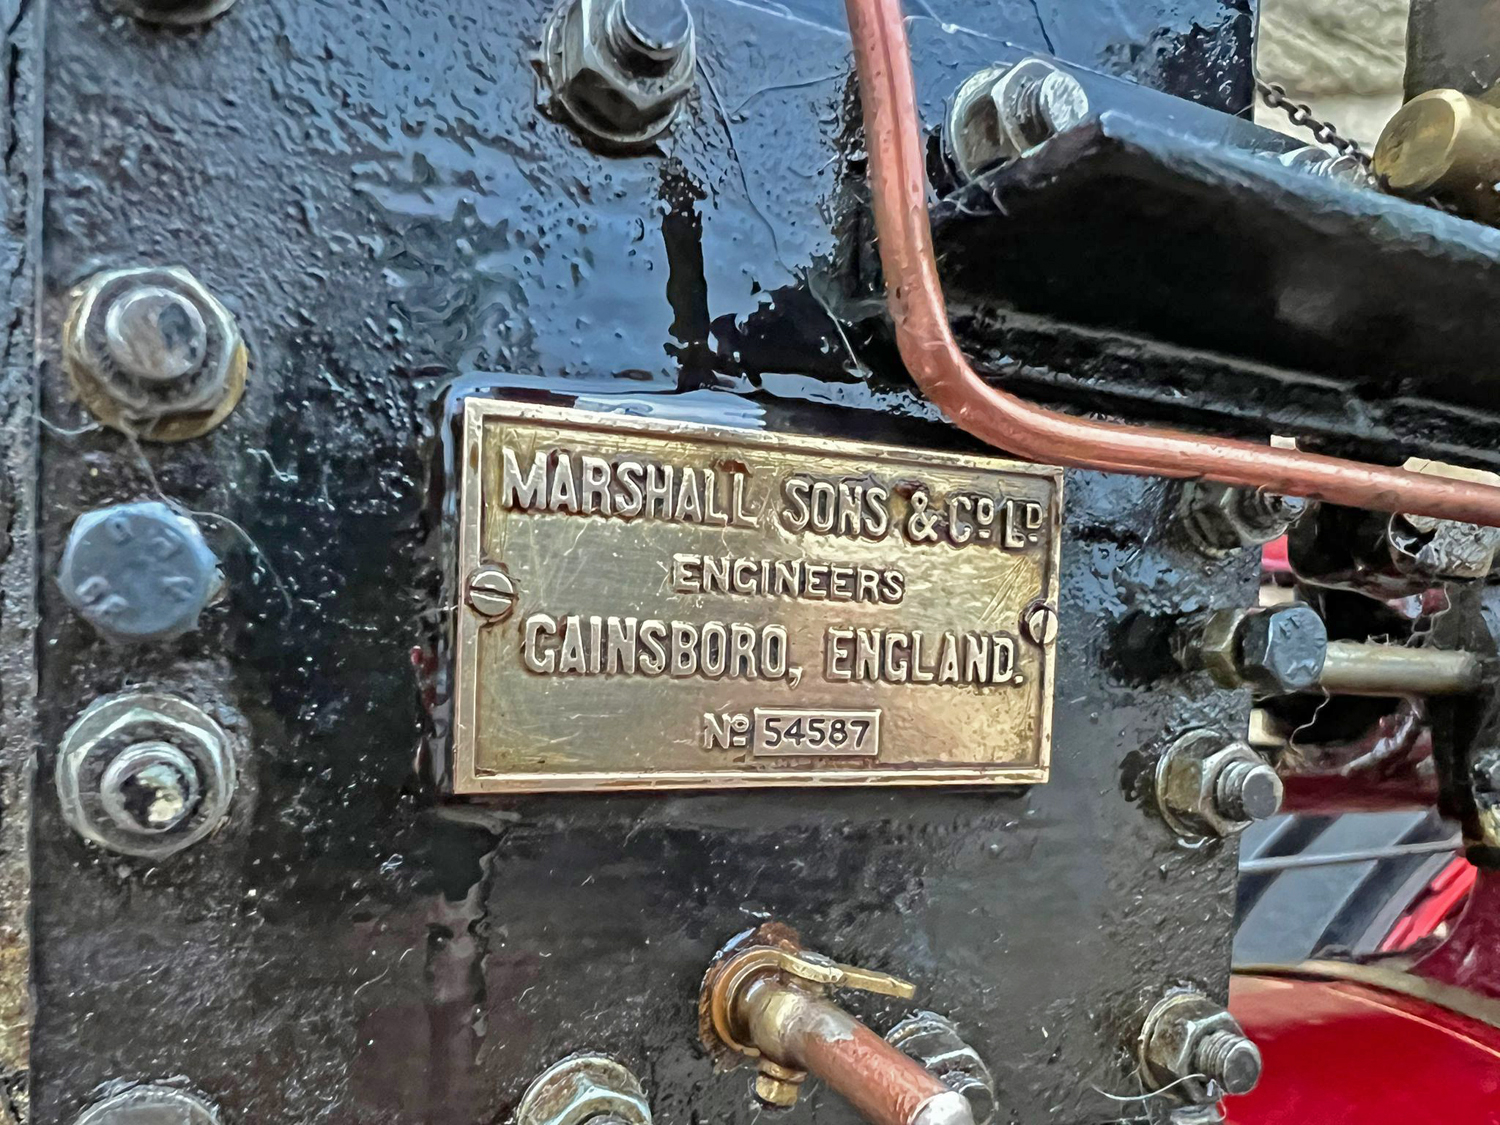 MARSHALL SONS & Cº Lᴰ
ENGINEERS
GAINSBORO, ENGLAND.
Nº 54587